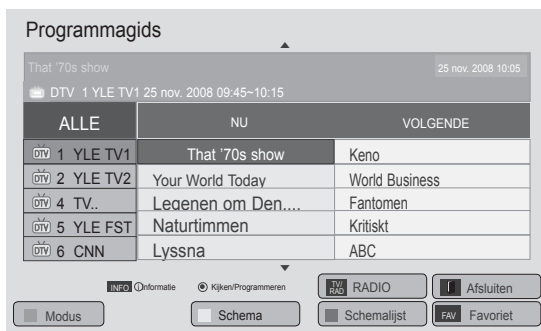 Programmagids
That '70s show 25 nov. 2008 10:05
DTV 1 YLE TV1 25 nov. 2008 09:45~10:15
ALLE NU VOLGENDE
DTV 1 YLE TV1 That '70s show Keno
DTV 2 YLE TV2 Your World Today World Business
DTV 4 TV.. Legenen om Den.... Fantomen
DTV 5 YLE FST Naturtimmen Kritiskt
DTV 6 CNN Lyssna ABC
INFO ⓘInformatie ◉ Kijken/Programmeren TV/RAD RADIO Afsluiten
Modus Schema Schemalijst FAV Favoriet